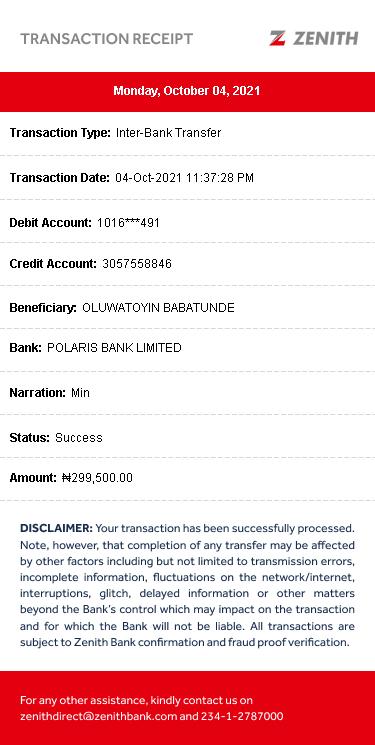 TRANSACTION RECEIPT
ZENITH
Monday, October 04, 2021
Transaction Type: Inter-Bank Transfer
Transaction Date: 04-Oct-2021 11:37:28 PM
Debit Account: 1016***491
Credit Account: 3057558846
Beneficiary: OLUWATOYIN BABATUNDE
Bank: POLARIS BANK LIMITED
Narration: Min
Status: Success
Amount: ₦299,500.00
DISCLAIMER: Your transaction has been successfully processed.
Note, however, that completion of any transfer may be affected
by other factors including but not limited to transmission errors,
incomplete information, fluctuations on the network/internet,
interruptions, glitch, delayed information or other matters
beyond the Bank's control which may impact on the transaction
and for which the Bank will not be liable. All transactions are
subject to Zenith Bank confirmation and fraud proof verification.
For any other assistance, kindly contact us on
zenithdirect@zenithbank.com and 234-1-2787000